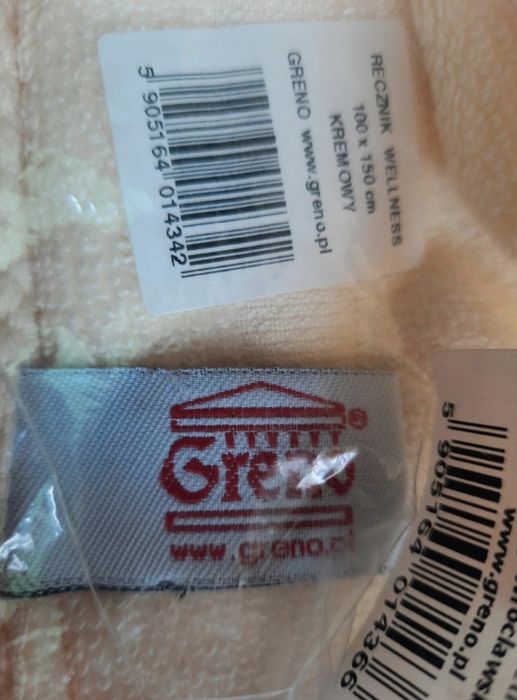 RECZNIK WELLNESS
100 x 150 cm
KREMOWY
GRENO www.greno.pl
5 905164 014342
Greno®
www.greno.pl
www.greno.pl
5 905164 014366